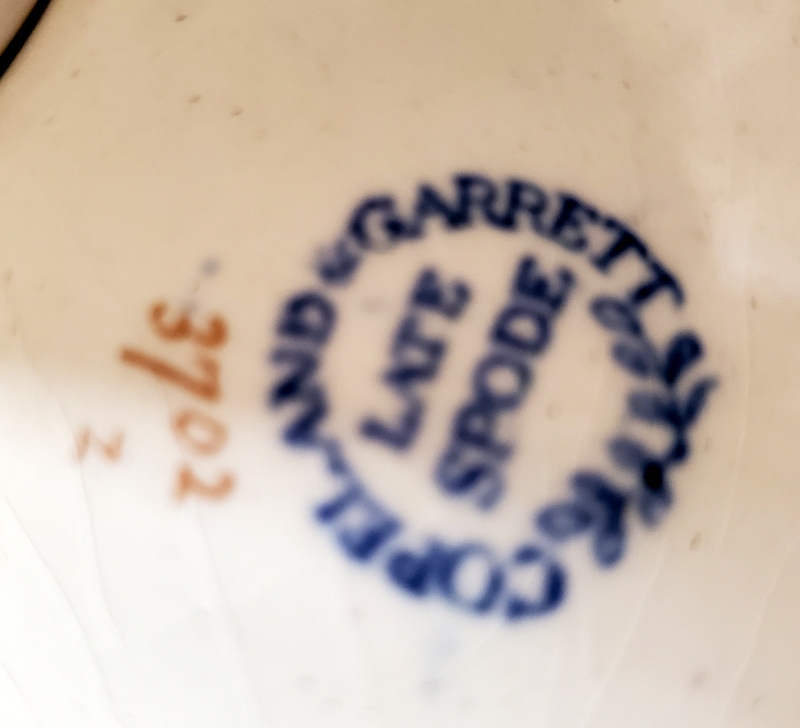 COPELAND & GARRETT
LATE
SPODE
3702
Z